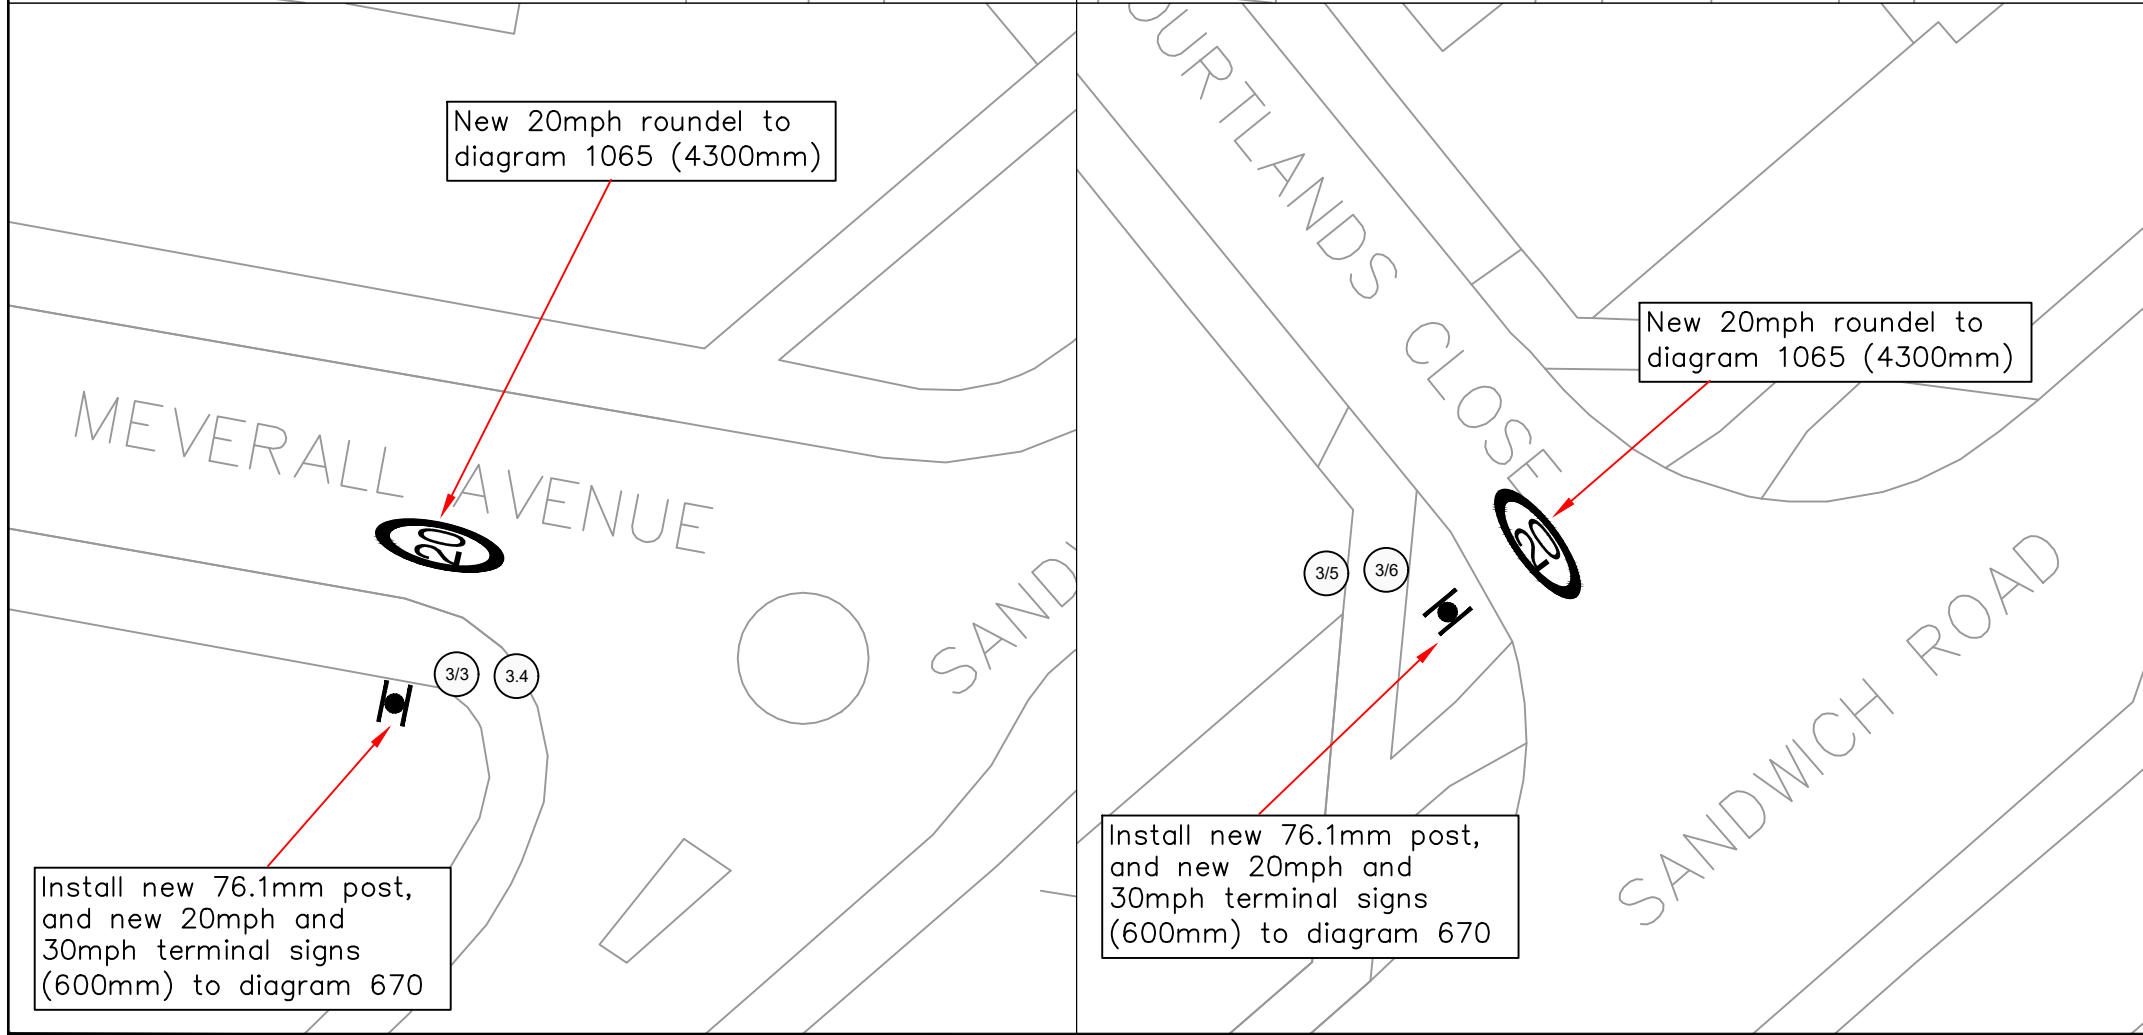 New 20mph roundel to
diagram 1065 (4300mm)
MEVERALL AVENUE
20
3/3
3.4
SAND
Install new 76.1mm post,
and new 20mph and
30mph terminal signs
(600mm) to diagram 670
OURTLANDS CLOSE
New 20mph roundel to
diagram 1065 (4300mm)
20
3/5
3/6
SANDWICH ROAD
Install new 76.1mm post,
and new 20mph and
30mph terminal signs
(600mm) to diagram 670